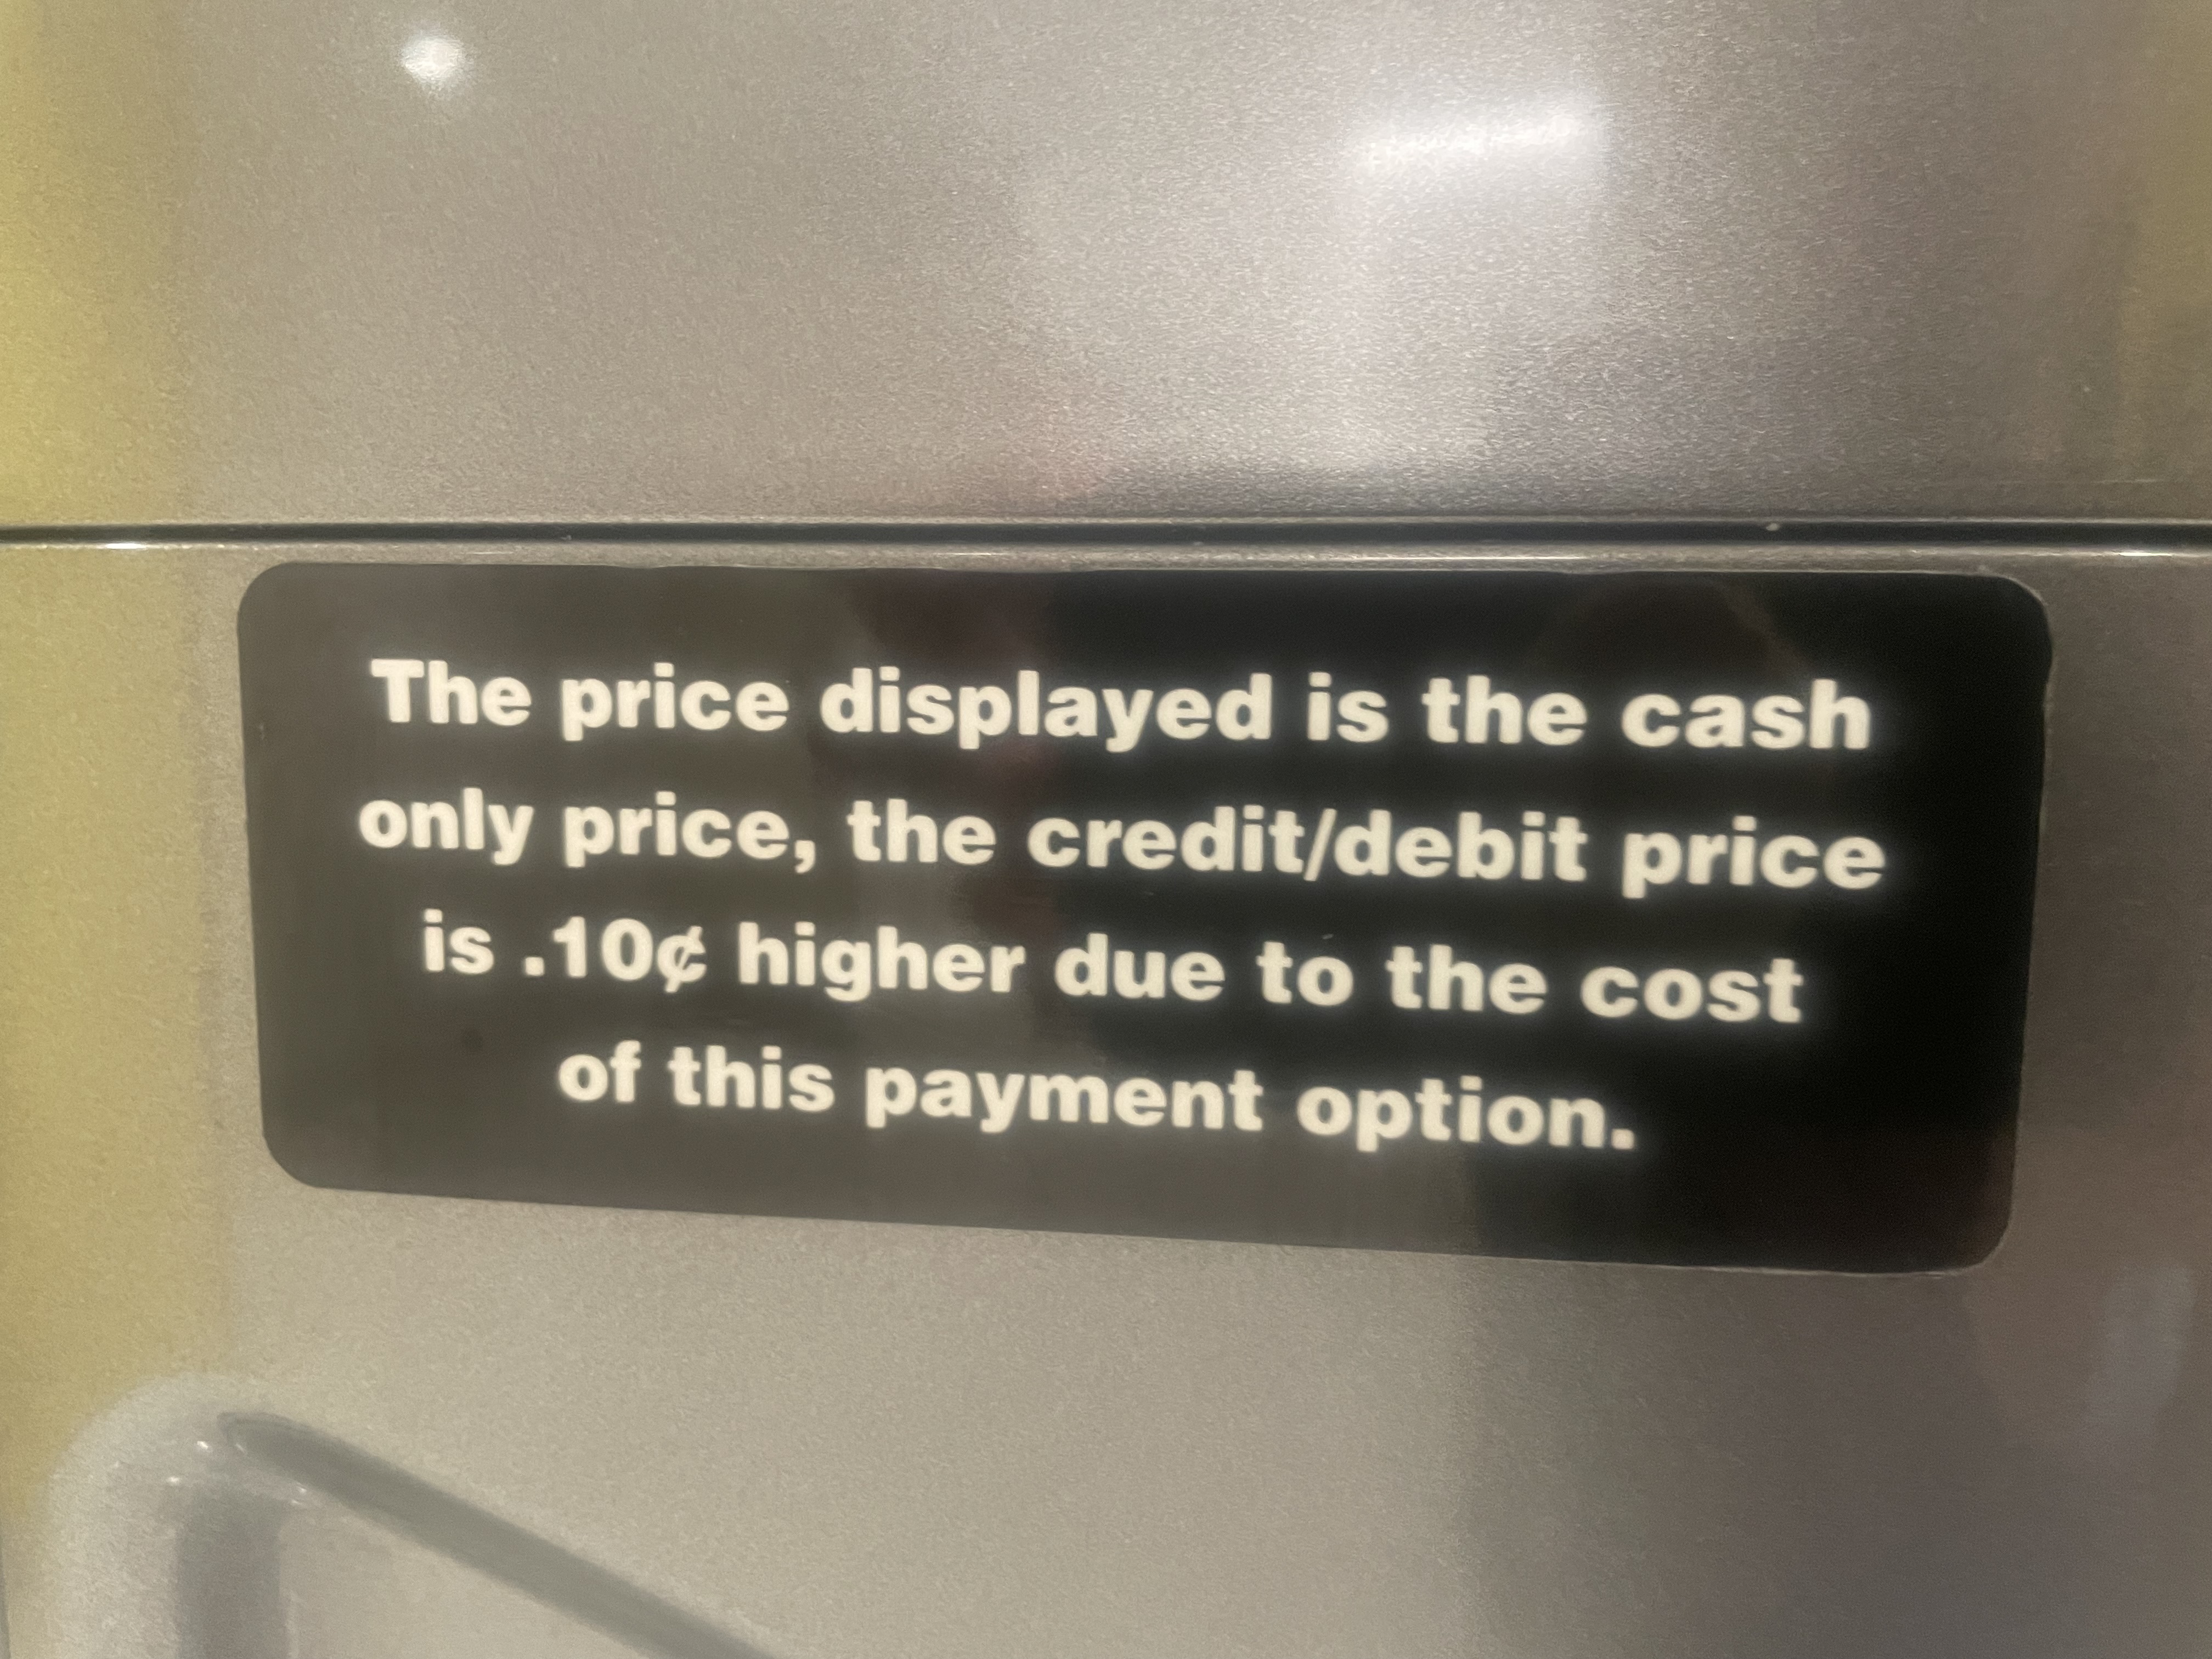 The price displayed is the cash
only price, the credit/debit price
is .10¢ higher due to the cost
of this payment option.